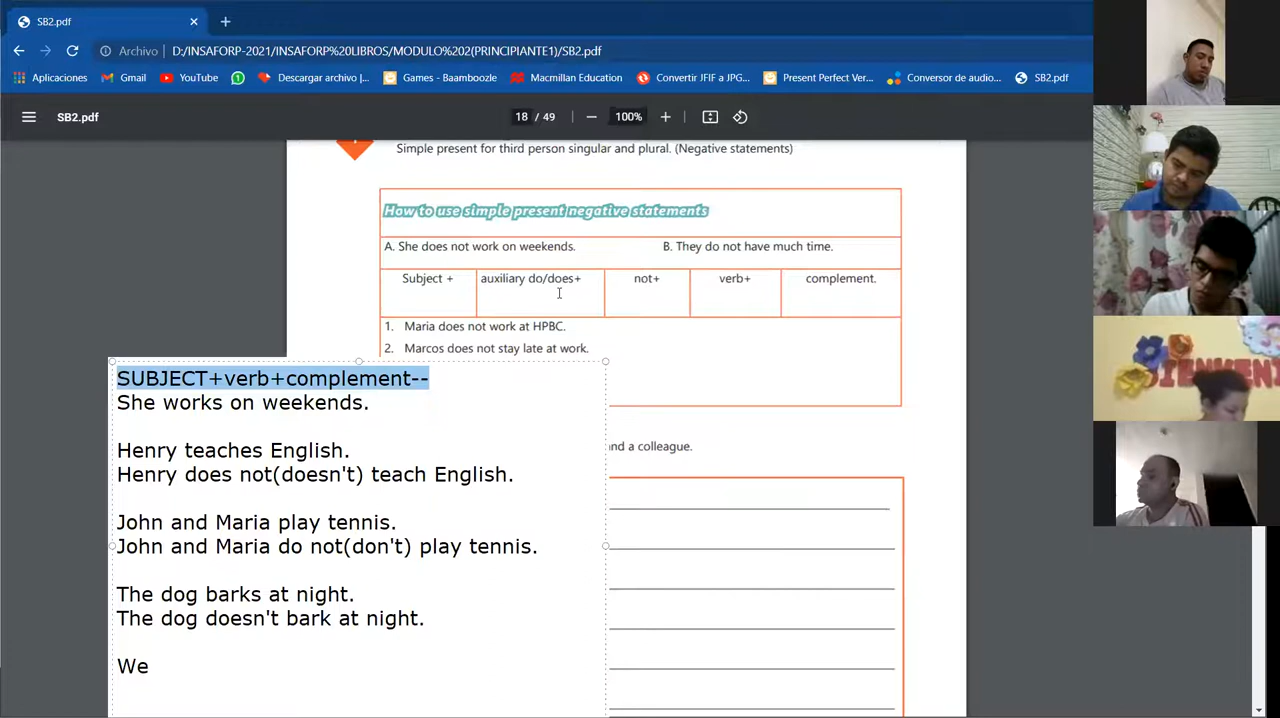 SB2.pdf
Archivo D:/INSAFORP-2021/INSAFORP%20LIBROS/MODULO%202(PRINCIPIANTE1)/SB2.pdf
Aplicaciones Gmail YouTube Descargar archivo |... Games - Baamboozle Macmillan Education Convertir JFIF a JPG... Present Perfect Ver... Conversor de audio... SB2.pdf
SB2.pdf 18 / 49 100%
Simple present for third person singular and plural. (Negative statements)
How to use simple present negative statements
A. She does not work on weekends. B. They do not have much time.
Subject + auxiliary do/does+ not+ verb+ complement.
1. Maria does not work at HPBC.
2. Marcos does not stay late at work.
SUBJECT+verb+complement--
She works on weekends.
Henry teaches English.
Henry does not(doesn't) teach English.
John and Maria play tennis.
John and Maria do not(don't) play tennis.
The dog barks at night.
The dog doesn't bark at night.
We
and a colleague.